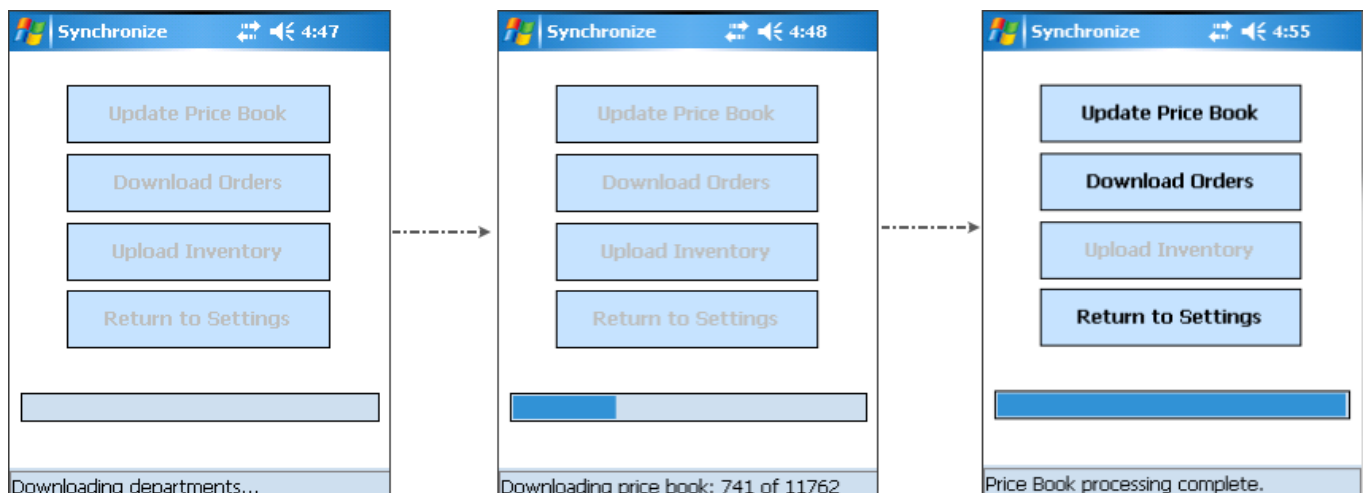 Synchronize 4:47
Update Price Book
Download Orders
Upload Inventory
Return to Settings
Downloading departments...
Synchronize 4:48
Update Price Book
Download Orders
Upload Inventory
Return to Settings
Downloading price book: 741 of 11762
Synchronize 4:55
Update Price Book
Download Orders
Upload Inventory
Return to Settings
Price Book processing complete.